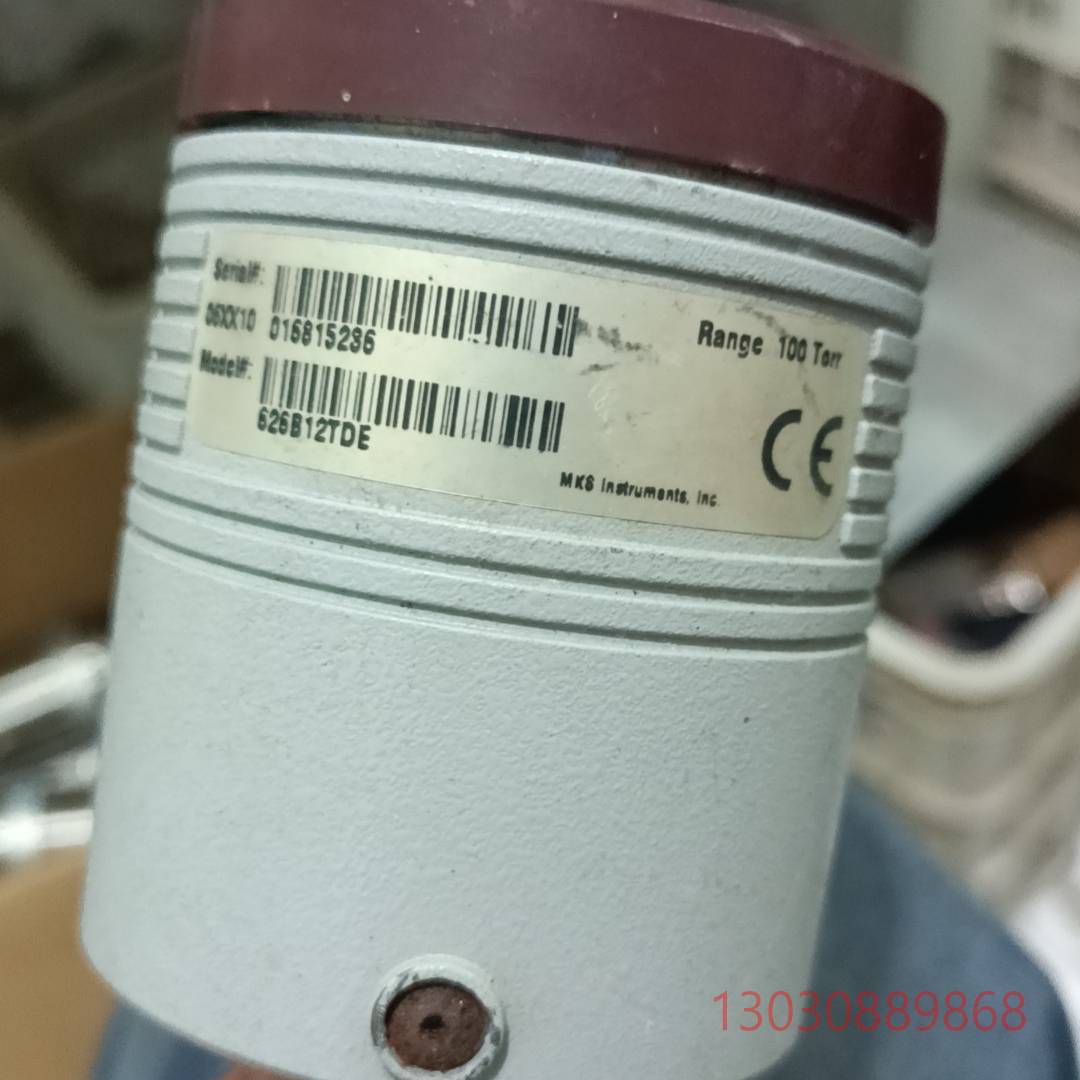 Serial#:
06XX10 016815236
Model#:
626B12TDE
Range 100 Torr
CE
MKS Instruments, Inc.
13030889868